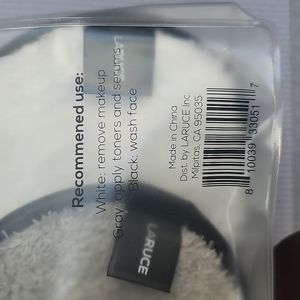 Recommened use:
White: remove makeup
Gray: apply toners and serums
Black: wash face
Made in China
Dist. by LARUCE Inc
Milpitas, CA 95035
8 10039 33051 7
LARUCE